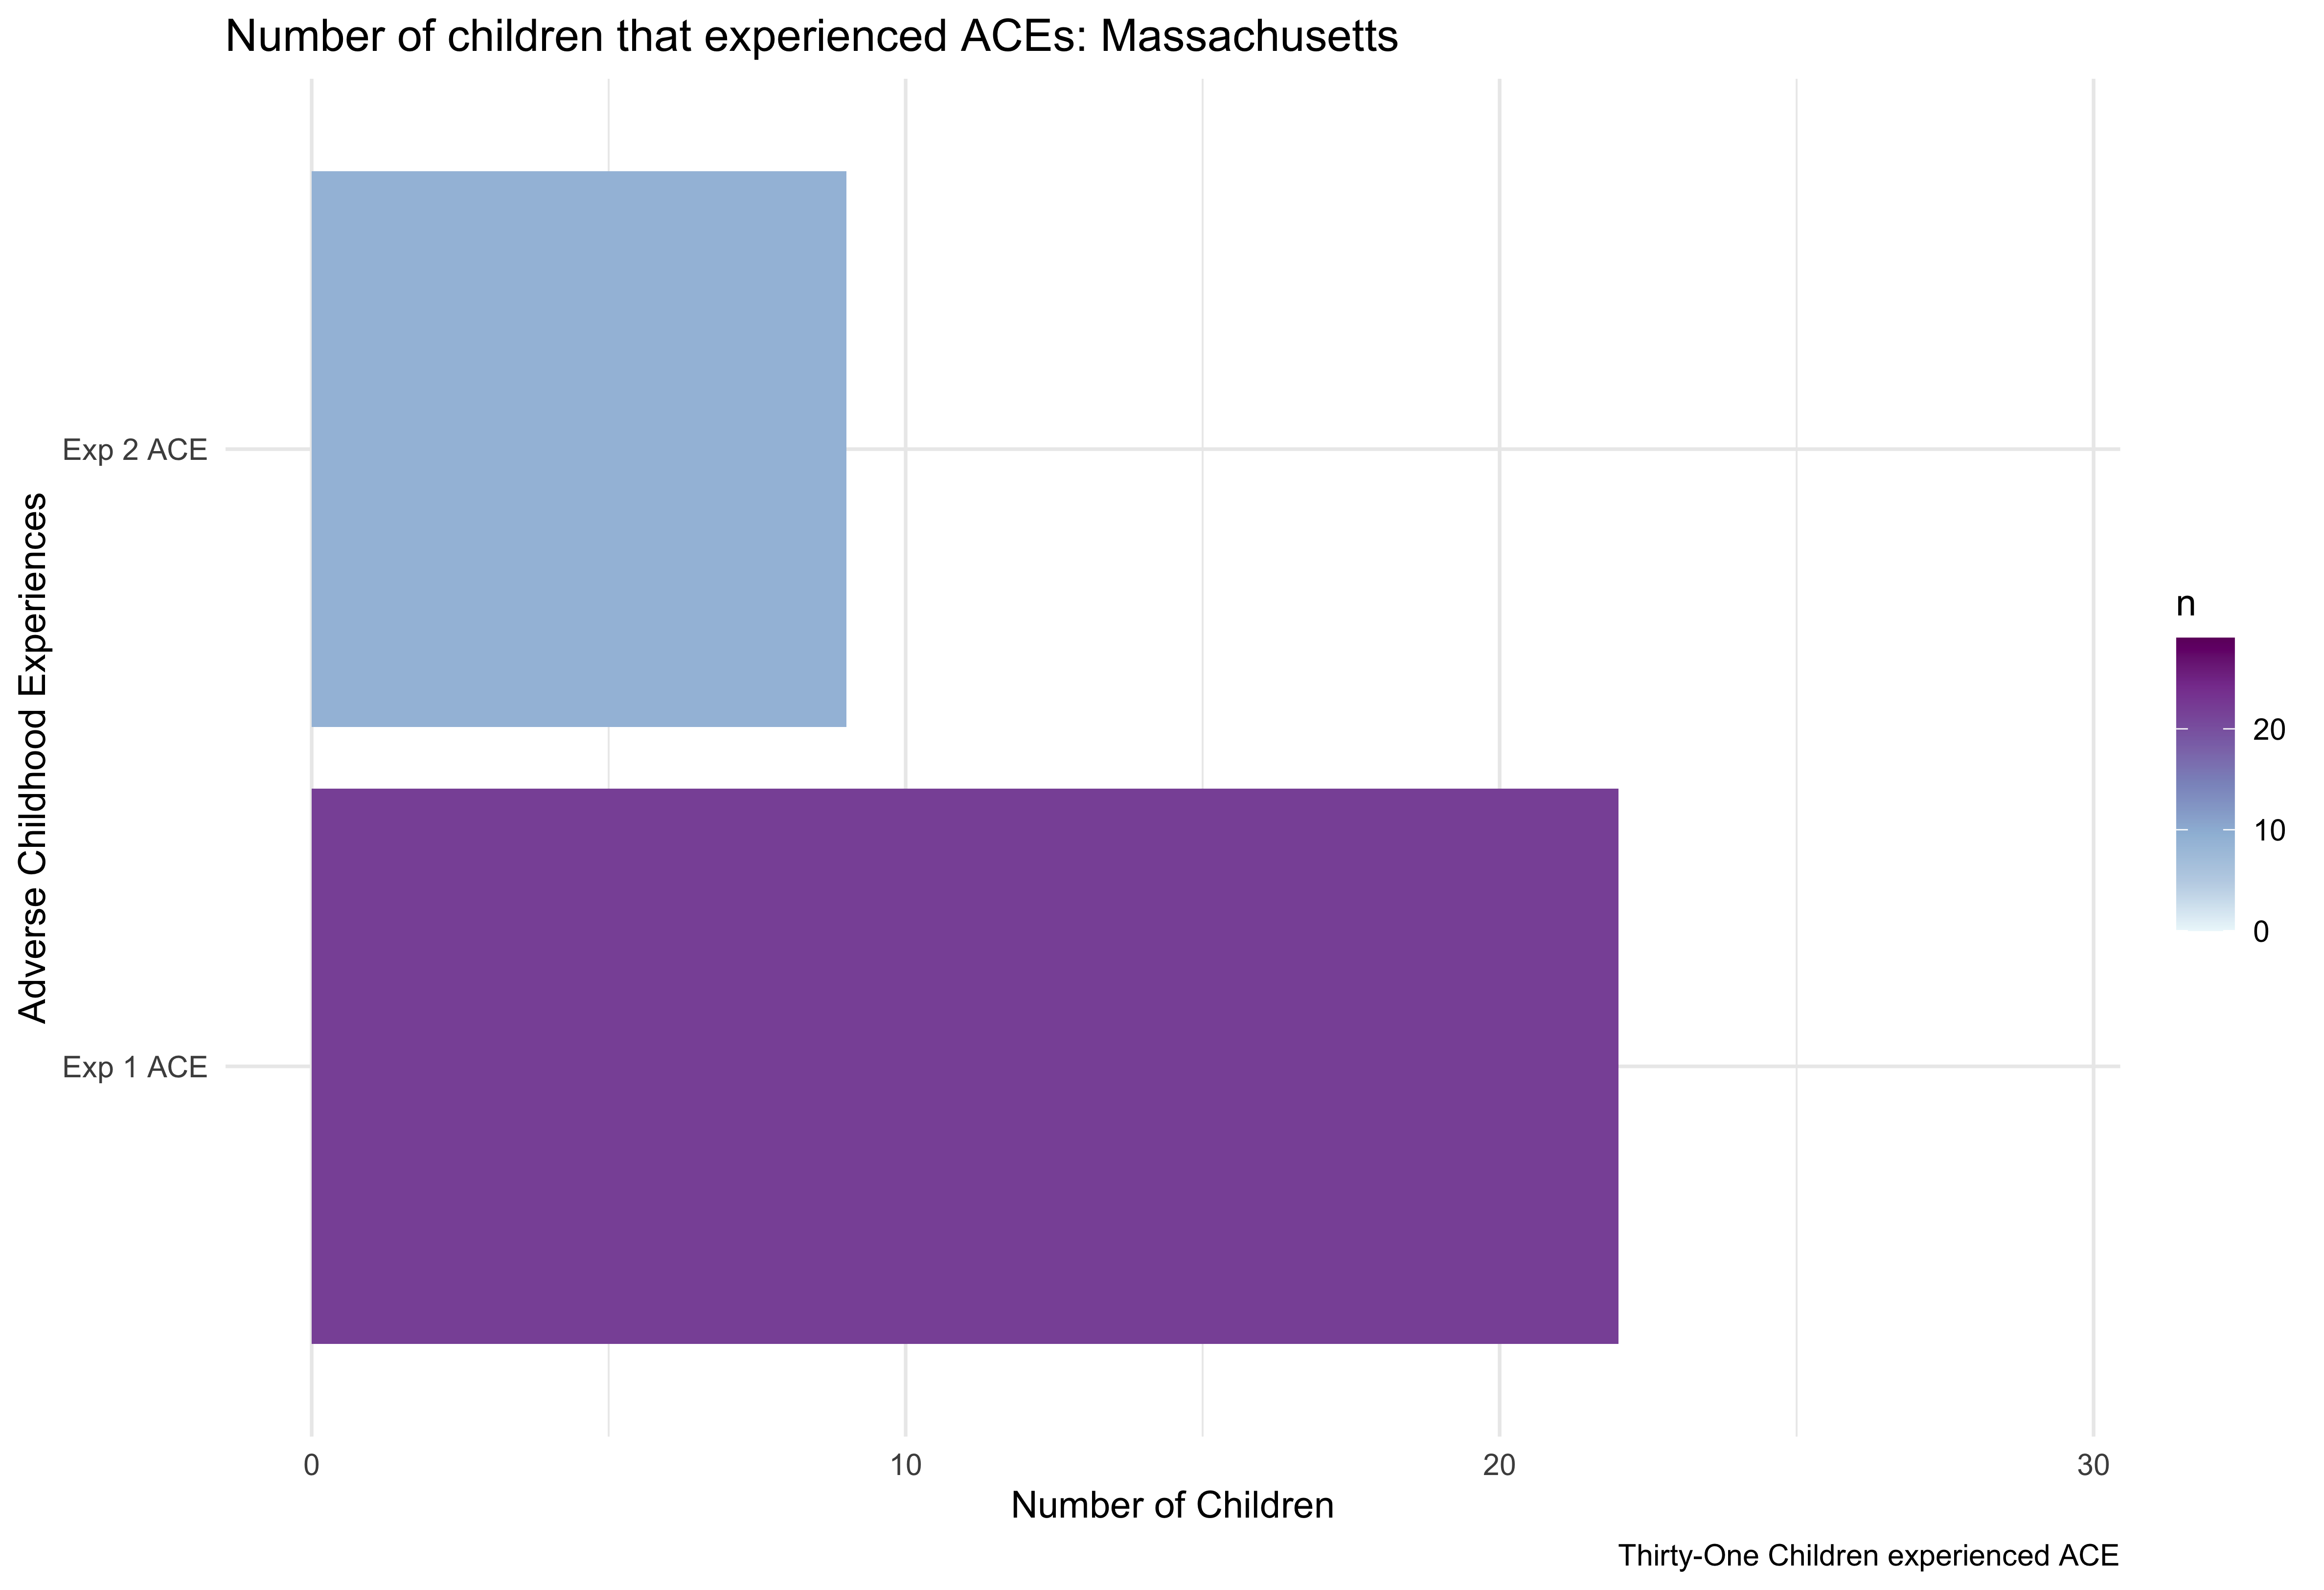 Number of children that experienced ACEs: Massachusetts
Adverse Childhood Experiences
Exp 2 ACE
Exp 1 ACE
0 10 20 30
Number of Children
n
20
10
0
Thirty-One Children experienced ACE